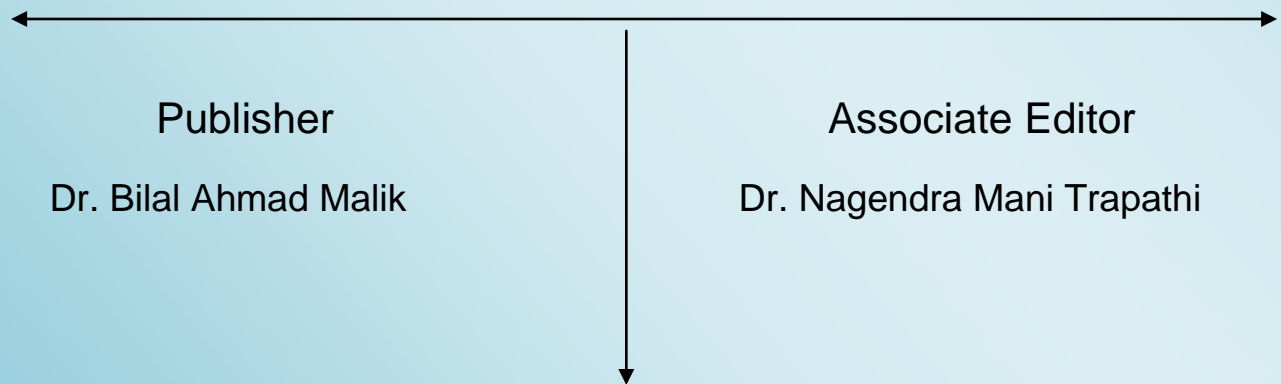 Publisher
Dr. Bilal Ahmad Malik
Associate Editor
Dr. Nagendra Mani Trapathi